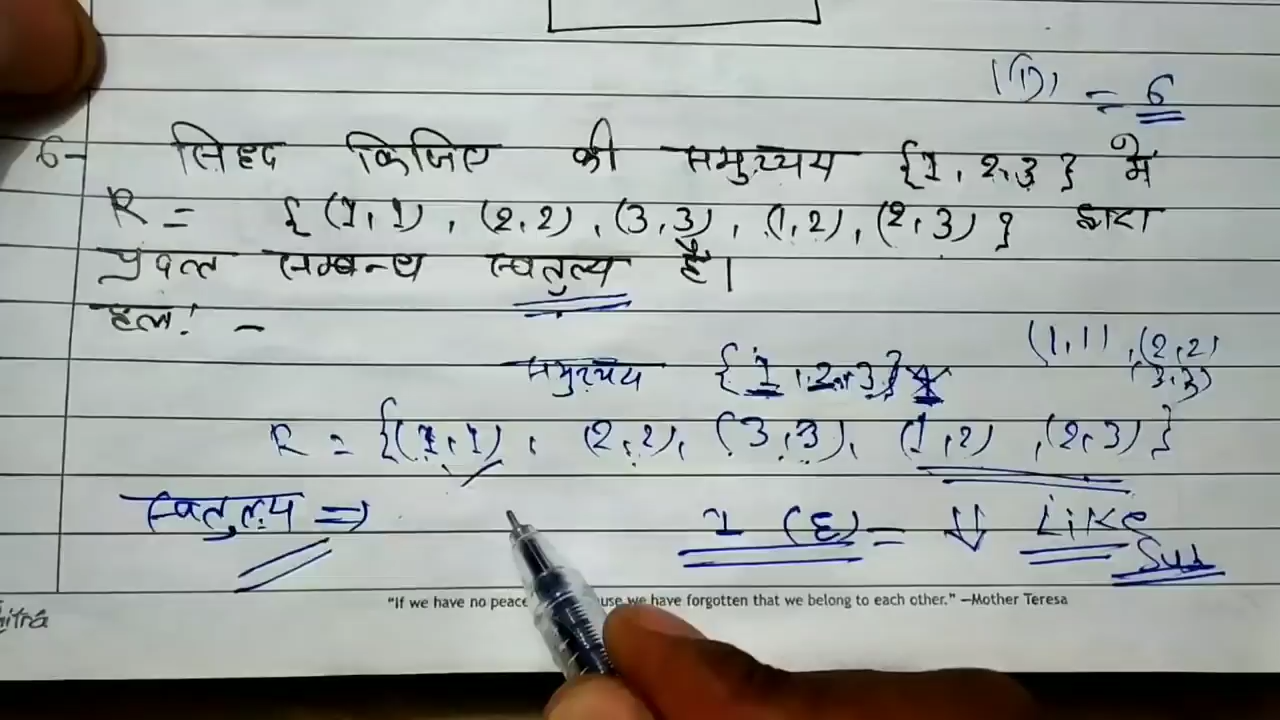 (ii) = 6
6- सिद्द किजिए की समुच्चय {1, 2, 3} में
R = {(1,1), (2,2), (3,3), (1,2), (2,3)} द्वारा
प्रदत्त सम्बन्ध स्वतुल्य है।
हल: -
(1,1), (2,2)
समुच्चय {1, 2, 3} (3,3)
R = {(1,1), (2,2), (3,3), (1,2), (2,3)}
स्वतुल्य ⇒ 1 (ε) = ⇓ Like
Sub
"If we have no peace use we have forgotten that we belong to each other." —Mother Teresa
itra